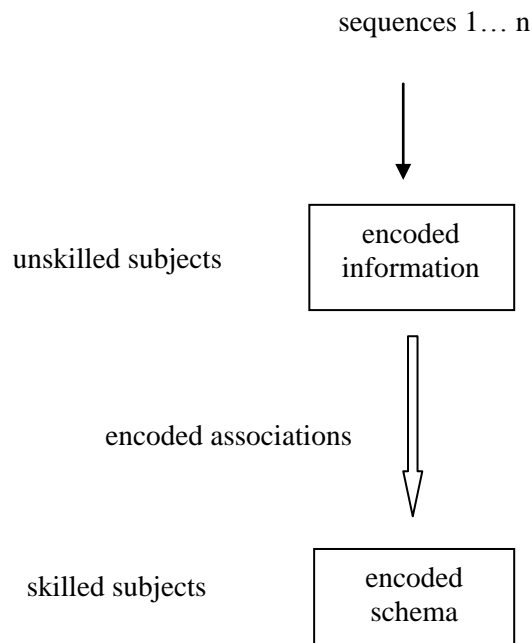 sequences 1… n
encoded
information
unskilled subjects
encoded associations
skilled subjects
encoded
schema